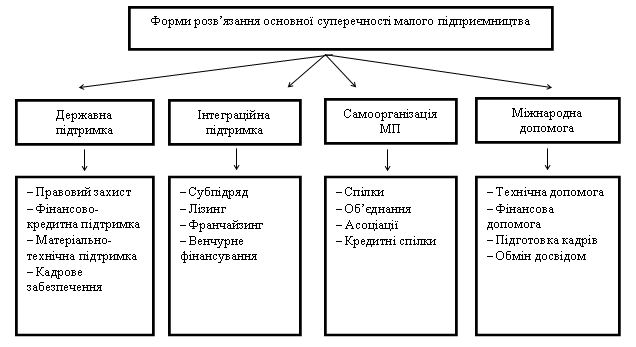 Форми розв’язання основної суперечності малого підприємництва
Державна
підтримка
Інтеграційна
підтримка
Самоорганізація
МП
Міжнародна
допомога
– Правовий захист
– Фінансово-
кредитна підтримка
– Матеріально-
технічна підтримка
– Кадрове
забезпечення
– Субпідряд
– Лізинг
– Франчайзинг
– Венчурне
фінансування
– Спілки
– Об’єднання
– Асоціації
– Кредитні спілки
– Технічна допомога
– Фінансова
допомога
– Підготовка кадрів
– Обмін досвідом